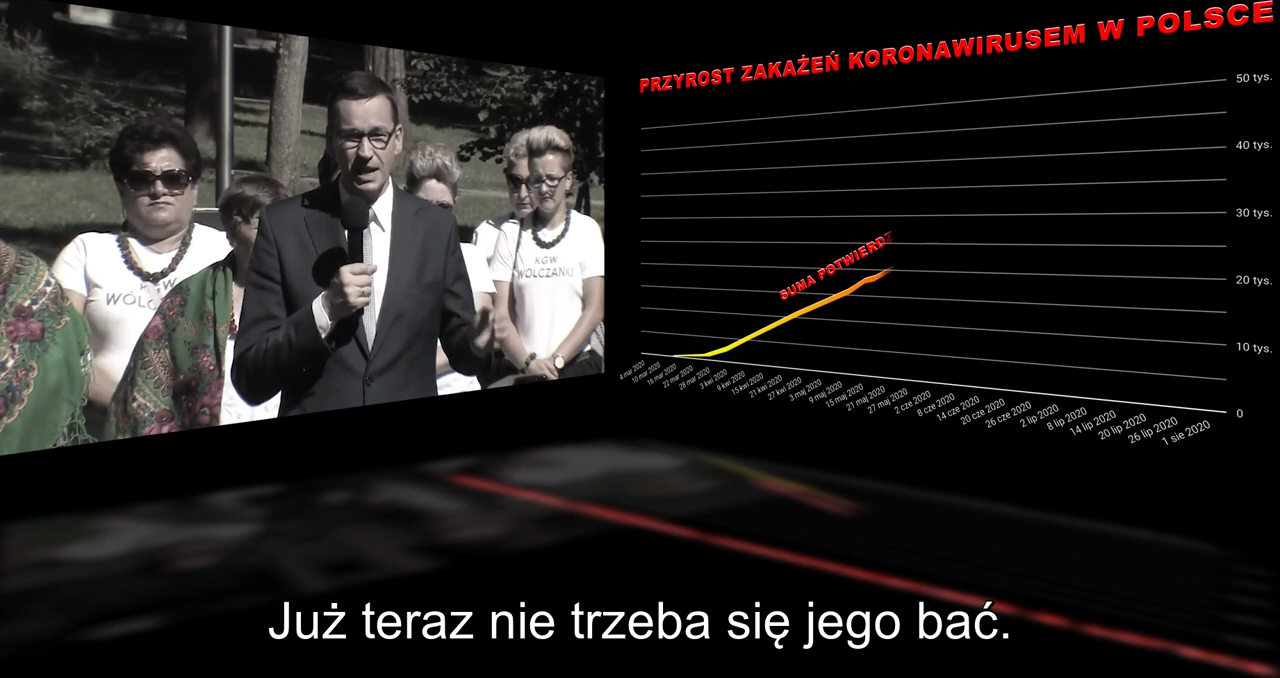 PRZYROST ZAKAŻEŃ KORONAWIRUSEM W POLSCE
50 tys.
40 tys.
30 tys.
20 tys.
10 tys.
0
SUMA POTWIERDZ
4 mar 2020
10 mar 2020
16 mar 2020
22 mar 2020
28 mar 2020
3 kwi 2020
9 kwi 2020
15 kwi 2020
21 kwi 2020
27 kwi 2020
3 maj 2020
9 maj 2020
15 maj 2020
21 maj 2020
27 maj 2020
2 cze 2020
8 cze 2020
14 cze 2020
20 cze 2020
26 cze 2020
2 lip 2020
8 lip 2020
14 lip 2020
20 lip 2020
26 lip 2020
1 sie 2020
KGW
WÓLC
KGW
WOLCZANKI
Już teraz nie trzeba się jego bać.